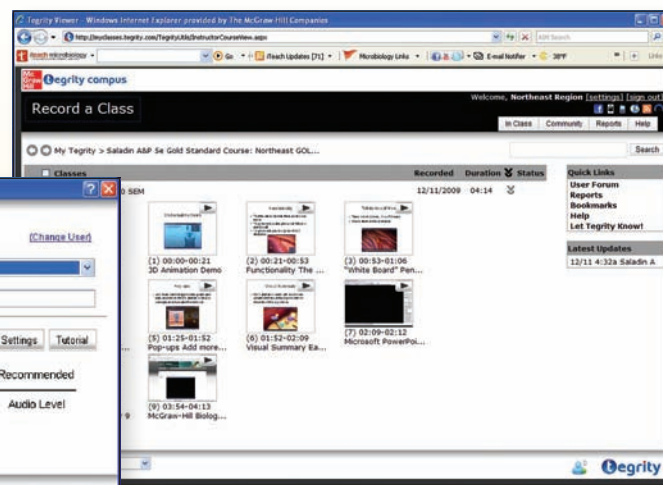 Tegrity Viewer - Windows Internet Explorer provided by The McGraw Hill Companies
http://myclasses.tegrity.com/TegrityUtils/InstructorCourseView.aspx
Go
iTeach Updates [71]
Microbiology Links
E-mail Notifier
38°F
Mc
Graw
Hill
tegrity campus
Welcome, Northeast Region [settings] [sign out]
Record a Class
In Class Community Reports Help
My Tegrity > Saladin A&P 5e Gold Standard Course: Northeast GOL...
Search
Classes
Recorded Duration Status
Quick Links
SEM
12/11/2009 04:14
User Forum
Reports
Bookmarks
Help
Let Tegrity Know!
Latest Updates
12/11 4:32a Saladin A
(1) 00:00-00:21
3D Animation Demo
(2) 00:21-00:53
Functionality The ...
(3) 00:53-01:06
"White Board" Pen...
(5) 01:25-01:52
Pop-ups Add more...
(6) 01:52-02:09
Visual Summary Ea...
(7) 02:09-02:12
Microsoft PowerPoi...
(9) 03:54-04:13
McGraw-Hill Biolog...
(Change User)
Settings Tutorial
Recommended
Audio Level
tegrity